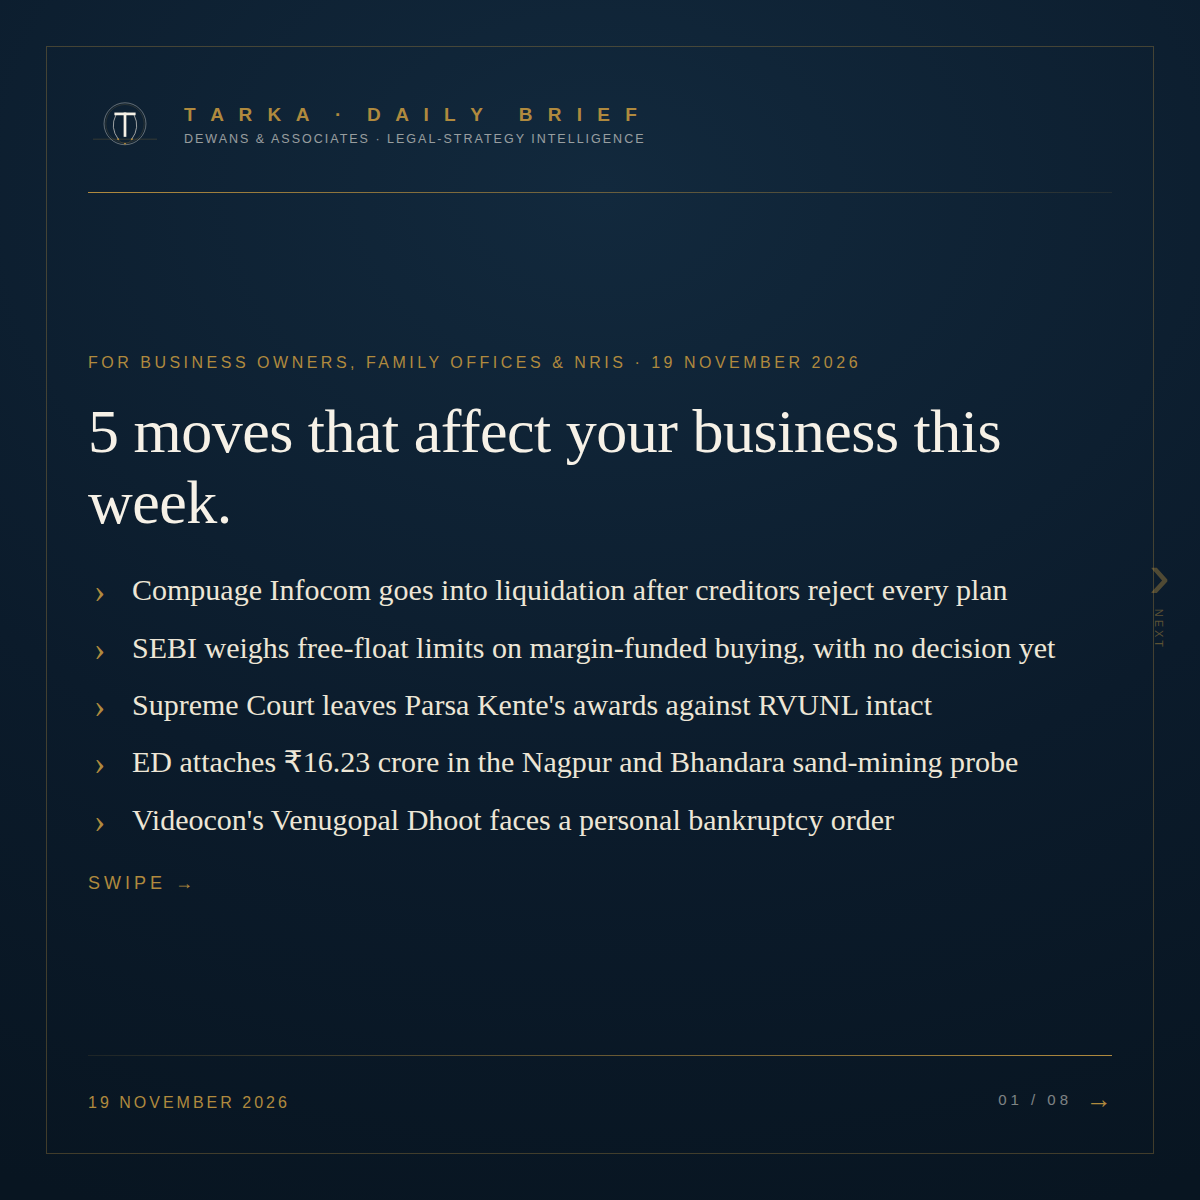 T
TARKA · DAILY BRIEF
DEWANS & ASSOCIATES · LEGAL-STRATEGY INTELLIGENCE
FOR BUSINESS OWNERS, FAMILY OFFICES & NRIS · 19 NOVEMBER 2026
5 moves that affect your business this
week.
› Compuage Infocom goes into liquidation after creditors reject every plan
› SEBI weighs free-float limits on margin-funded buying, with no decision yet
› Supreme Court leaves Parsa Kente's awards against RVUNL intact
› ED attaches ₹16.23 crore in the Nagpur and Bhandara sand-mining probe
› Videocon's Venugopal Dhoot faces a personal bankruptcy order
SWIPE →
› NEXT
19 NOVEMBER 2026
01 / 08 →